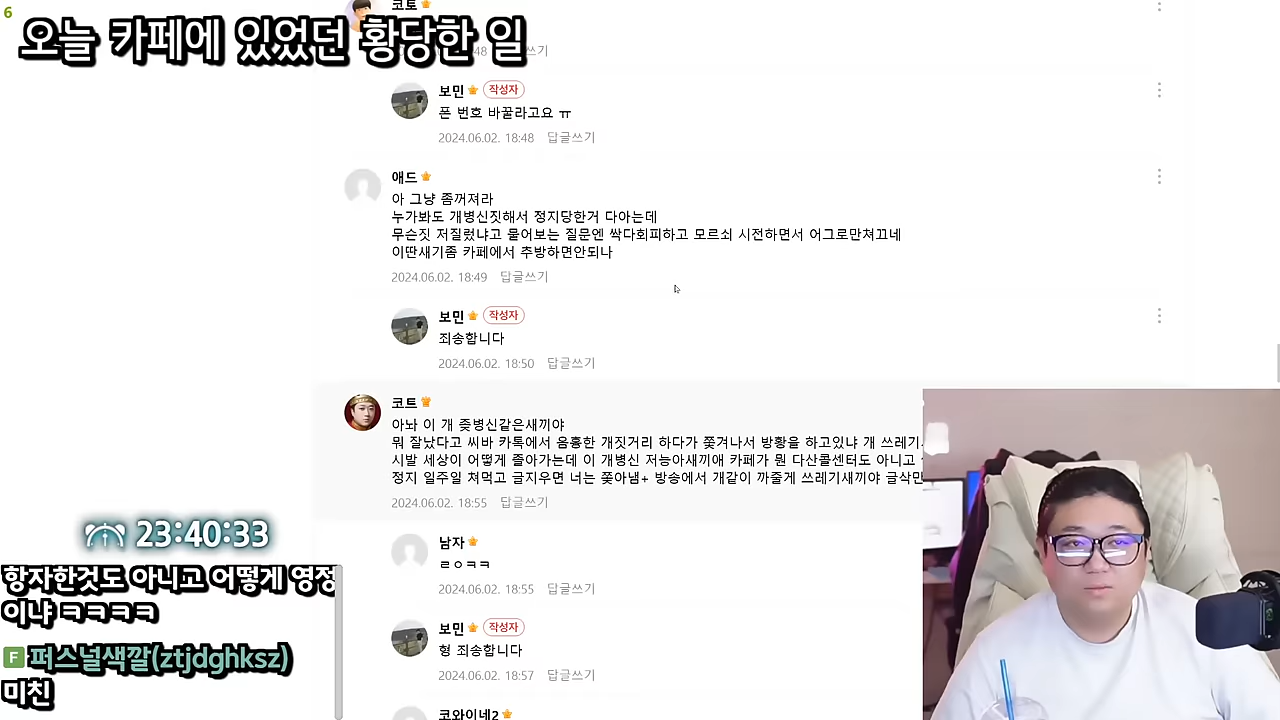 6
코트
오늘 카페에 있었던 황당한 일
48 쓰기
보민 작성자
폰 번호 바꿀라고요 ㅠ
2024.06.02. 18:48 답글쓰기
애드
아 그냥 좀꺼져라
누가봐도 개병신짓해서 정지당한거 다아는데
무슨짓 저질렀냐고 물어보는 질문엔 싹다회피하고 모르쇠 시전하면서 어그로만쳐끄네
이딴새기좀 카페에서 추방하면안되나
2024.06.02. 18:49 답글쓰기
보민 작성자
죄송합니다
2024.06.02. 18:50 답글쓰기
코트
아놔 이 개 좆병신같은새끼야
뭐 잘났다고 씨바 카톡에서 음흉한 개짓거리 하다가 쫒겨나서 방황을 하고있냐 개 쓰레기
시발 세상이 어떻게 돌아가는데 이 개병신 저능아새끼애 카페가 뭔 다산콜센터도 아니고
정지 일주일 쳐먹고 글지우면 너는 쫒아냄+ 방송에서 개같이 까줄게 쓰레기새끼야 글삭만
2024.06.02. 18:55 답글쓰기
남자
ㄹㅇㅋㅋ
2024.06.02. 18:55 답글쓰기
보민 작성자
형 죄송합니다
2024.06.02. 18:57 답글쓰기
코와이네2
23:40:33
항자한것도 아니고 어떻게 영정
이냐 ㅋㅋㅋㅋ
F 퍼스널색깔(ztjdghksz)
미친